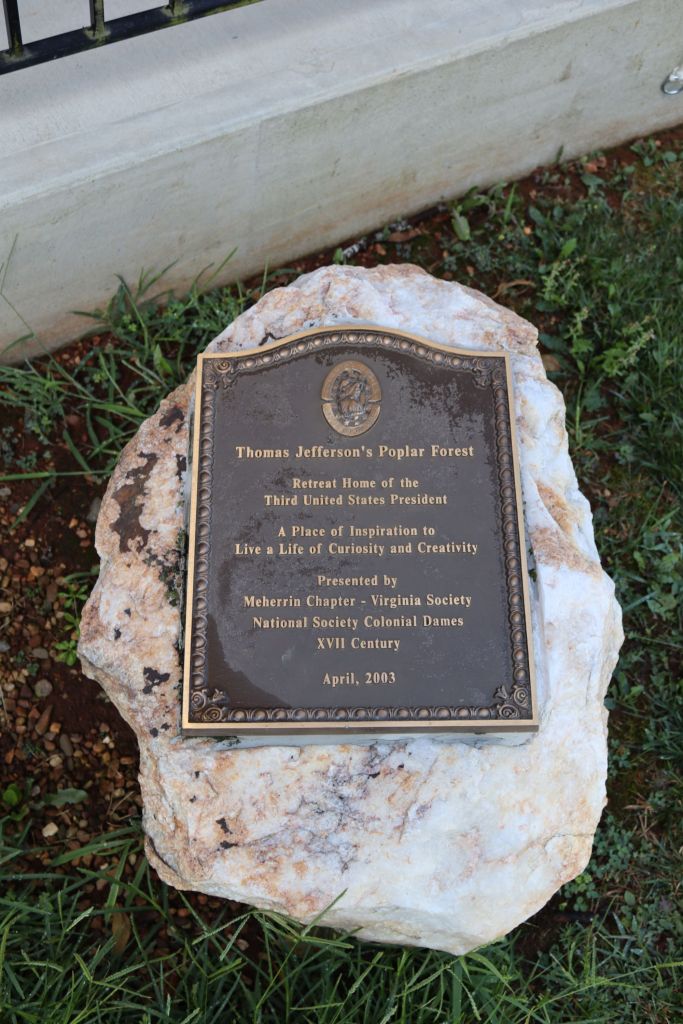 Thomas Jefferson's Poplar Forest
Retreat Home of the
Third United States President
A Place of Inspiration to
Live a Life of Curiosity and Creativity
Presented by
Meherrin Chapter - Virginia Society
National Society Colonial Dames
XVII Century
April, 2003